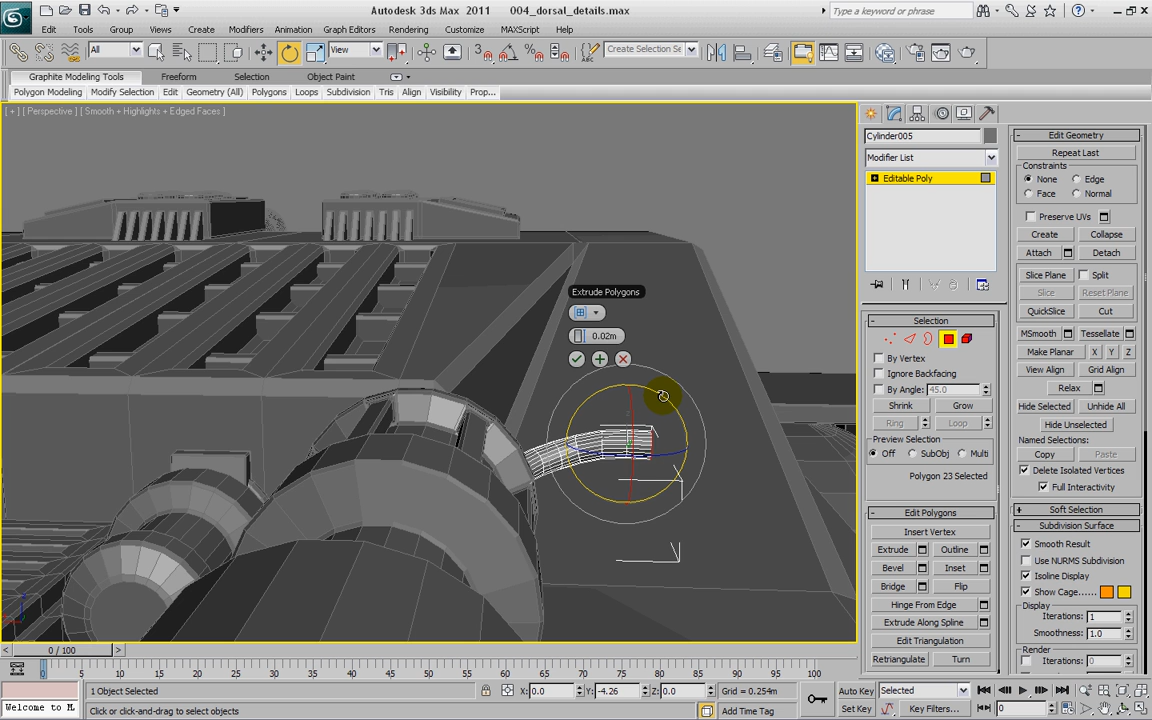 Autodesk 3ds Max 2011 004_dorsal_details.max
Type a keyword or phrase
Edit Tools Group Views Create Modifiers Animation Graph Editors Rendering Customize MAXScript Help
All View Create Selection Se
Graphite Modeling Tools Freeform Selection Object Paint
Polygon Modeling Modify Selection Edit Geometry (All) Polygons Loops Subdivision Tris Align Visibility Prop...
[ + ] [ Perspective ] [ Smooth + Highlights + Edged Faces ]
Extrude Polygons
0.02m
Cylinder005
Modifier List
Editable Poly
Selection
By Vertex
Ignore Backfacing
By Angle: 45.0
Shrink Grow
Ring Loop
Preview Selection
Off SubObj Multi
Polygon 23 Selected
Edit Polygons
Insert Vertex
Extrude Outline
Bevel Inset
Bridge Flip
Hinge From Edge
Extrude Along Spline
Edit Triangulation
Retriangulate Turn
Edit Geometry
Repeat Last
Constraints
None Edge
Face Normal
Preserve UVs
Create Collapse
Attach Detach
Slice Plane Split
Slice Reset Plane
QuickSlice Cut
MSmooth Tessellate
Make Planar X Y Z
View Align Grid Align
Relax
Hide Selected Unhide All
Hide Unselected
Named Selections:
Copy Paste
Delete Isolated Vertices
Full Interactivity
Soft Selection
Subdivision Surface
Smooth Result
Use NURMS Subdivision
Isoline Display
Show Cage......
Display
Iterations: 1
Smoothness: 1.0
Render
Iterations: 0
0 / 100
0 5 10 15 20 25 30 35 40 45 50 55 60 65 70 75 80 85 90 95 100
1 Object Selected X: 0.0 Y: -4.26 Z: 0.0 Grid = 0.254m Auto Key Selected
Welcome to M Click or click-and-drag to select objects Add Time Tag Set Key Key Filters... 0